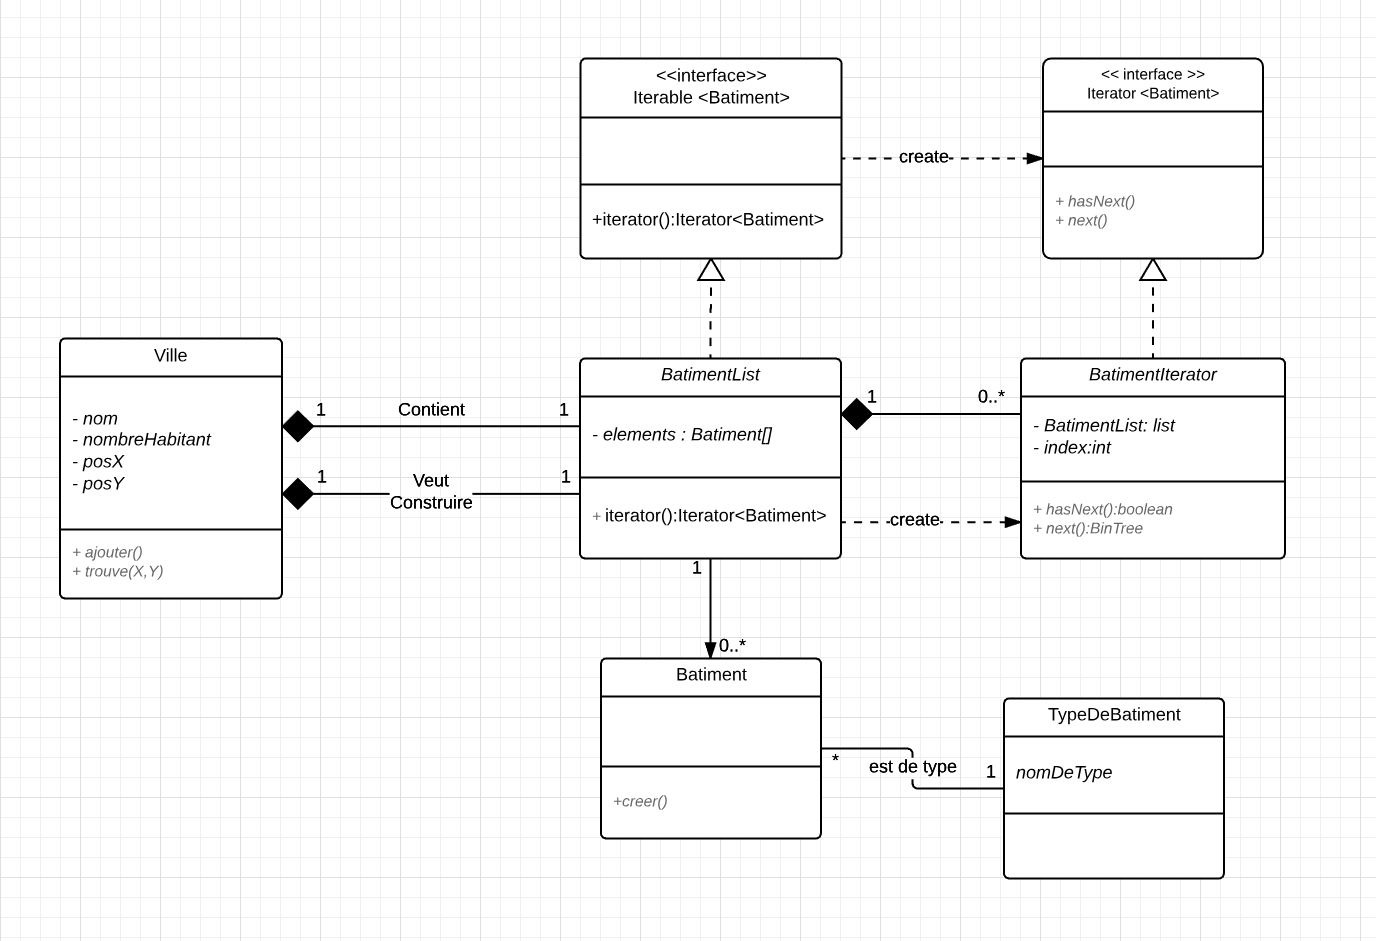 <<interface>>
Iterable <Batiment>
+iterator():Iterator<Batiment>
create
<< interface >>
Iterator <Batiment>
+ hasNext()
+ next()
Ville
- nom
- nombreHabitant
- posX
- posY
+ ajouter()
+ trouve(X,Y)
1
Contient
1
1
Veut
Construire
1
BatimentList
- elements : Batiment[]
+ iterator():Iterator<Batiment>
1
0..*
create
BatimentIterator
- BatimentList: list
- index:int
+ hasNext():boolean
+ next():BinTree
1
0..*
Batiment
+creer()
*
est de type
1
TypeDeBatiment
nomDeType